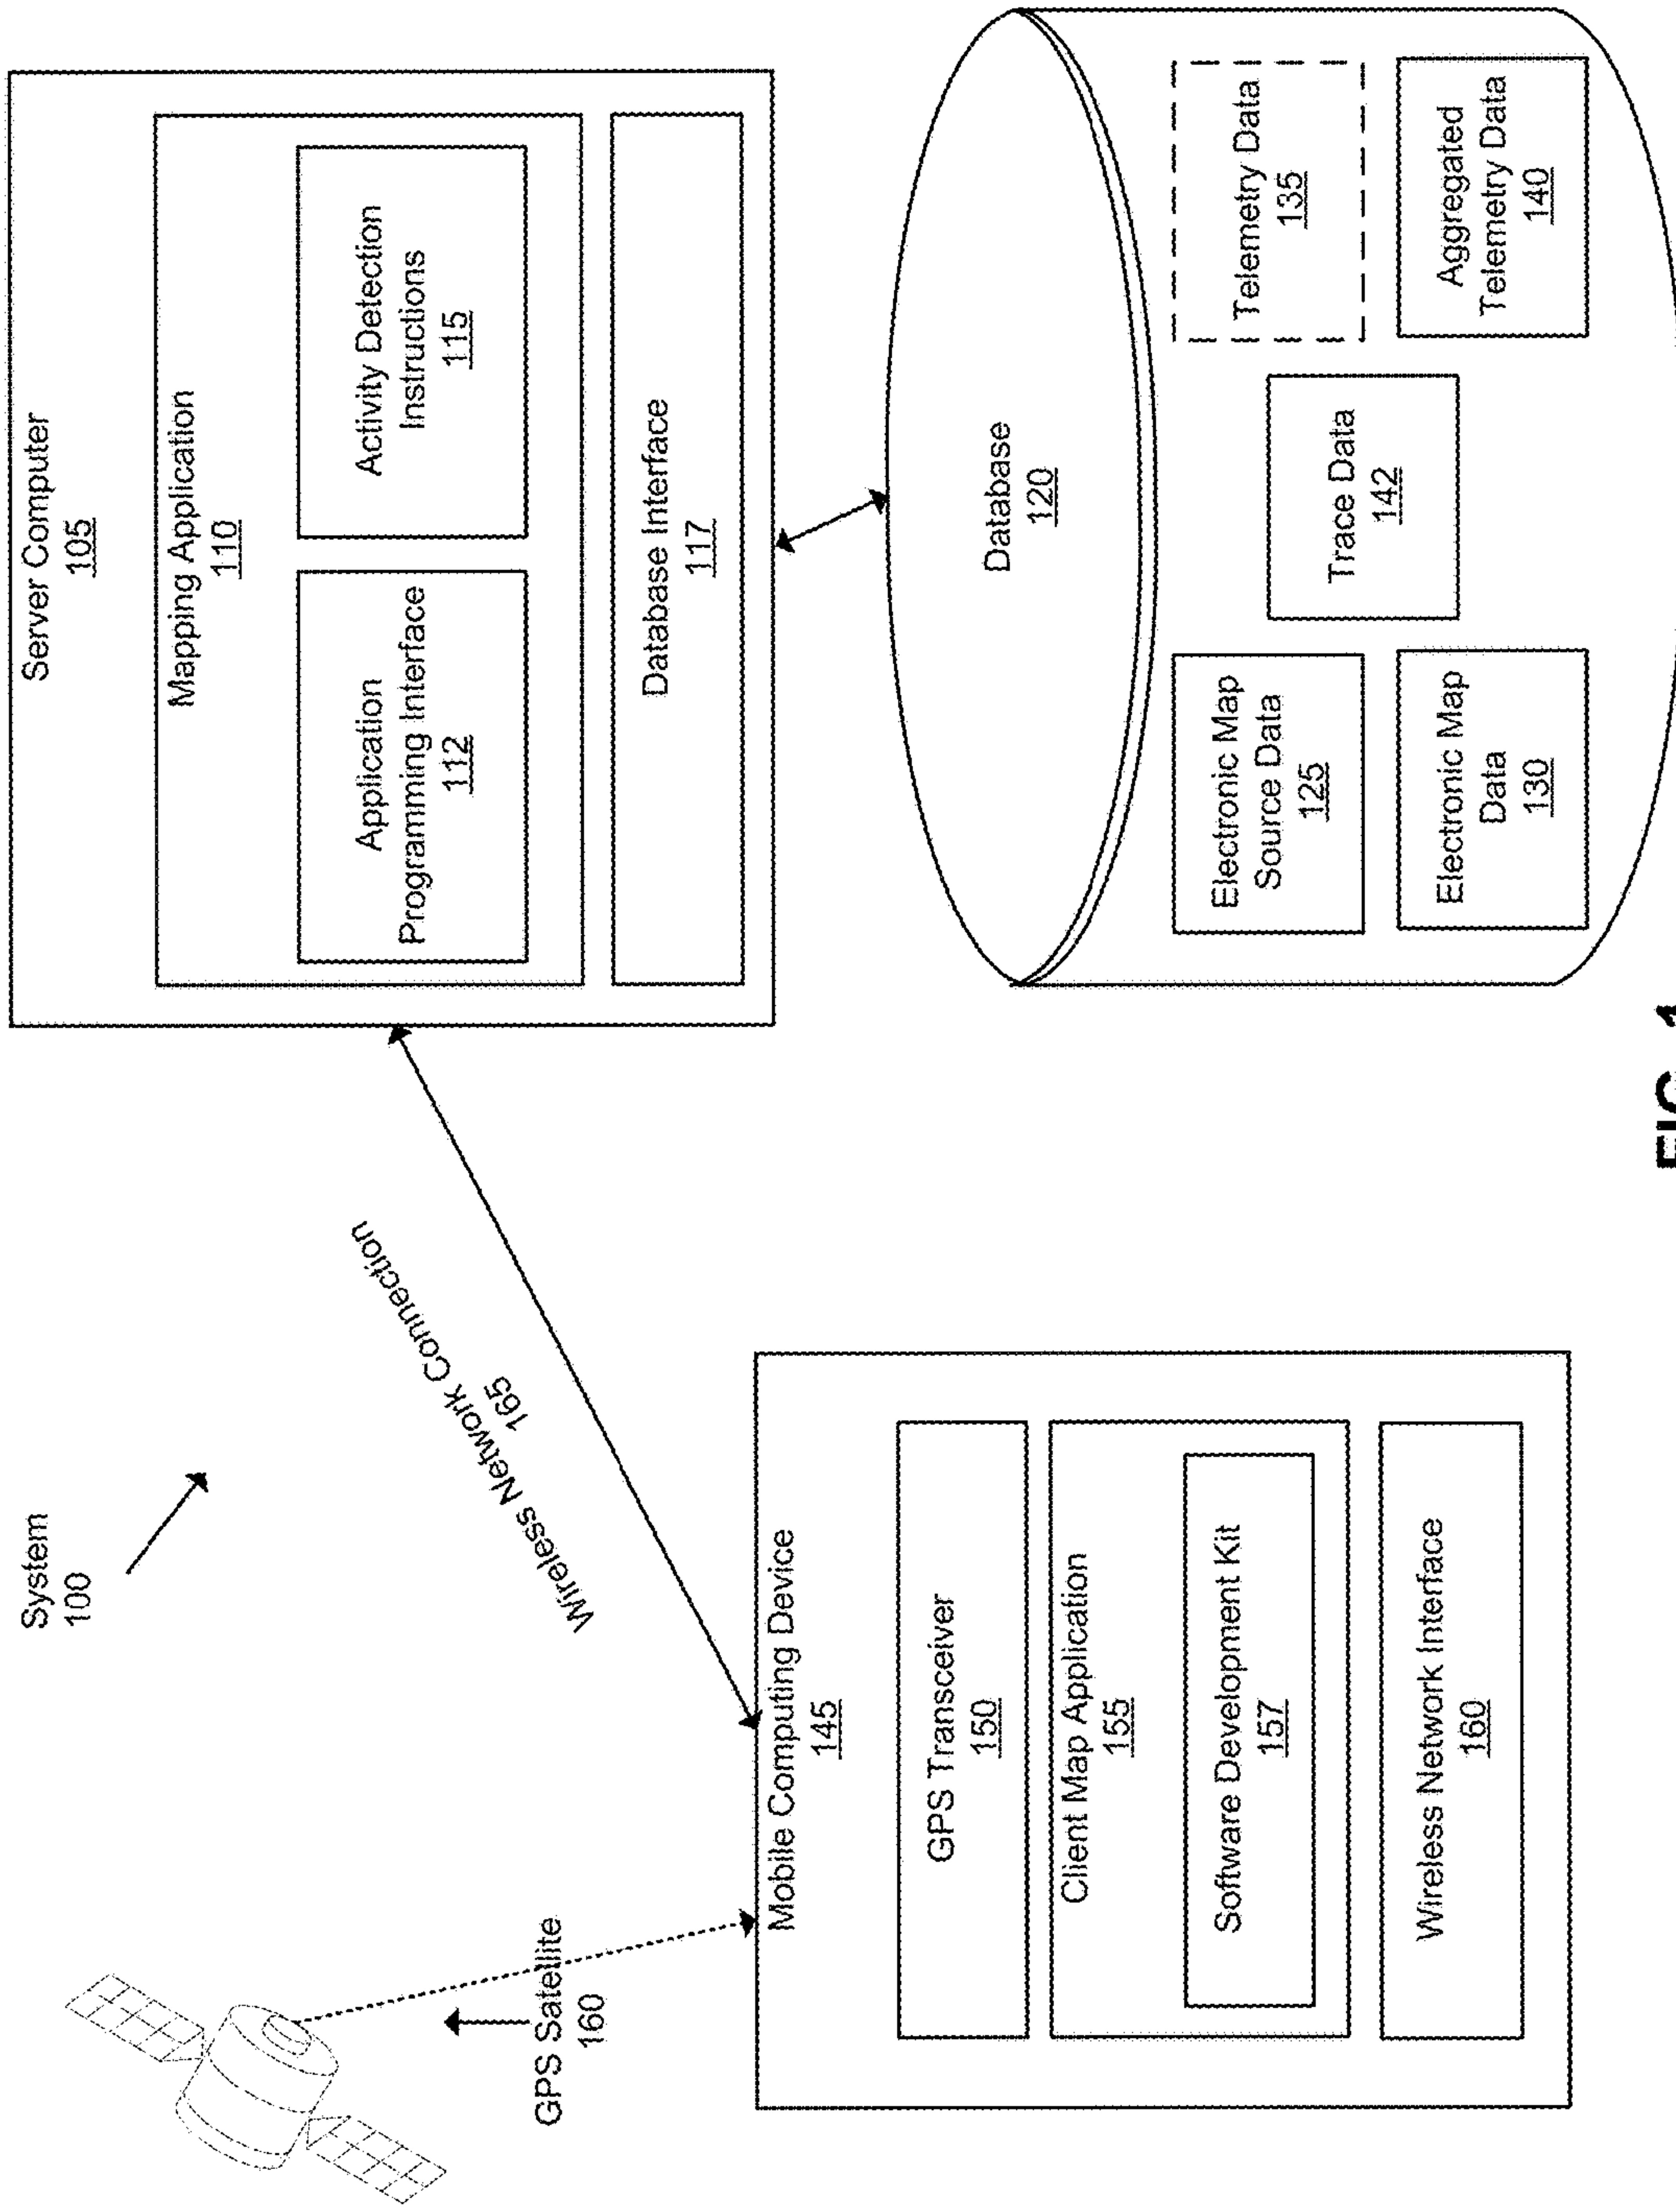 System
100
GPS Satellite
160
Wireless Network Connection
165
Mobile Computing Device
145
GPS Transceiver
150
Client Map Application
155
Software Development Kit
157
Wireless Network Interface
160
Server Computer
105
Mapping Application
110
Application
Programming Interface
112
Activity Detection
Instructions
115
Database Interface
117
Database
120
Electronic Map
Source Data
125
Electronic Map
Data
130
Trace Data
142
Telemetry Data
135
Aggregated
Telemetry Data
140
FIG. 1